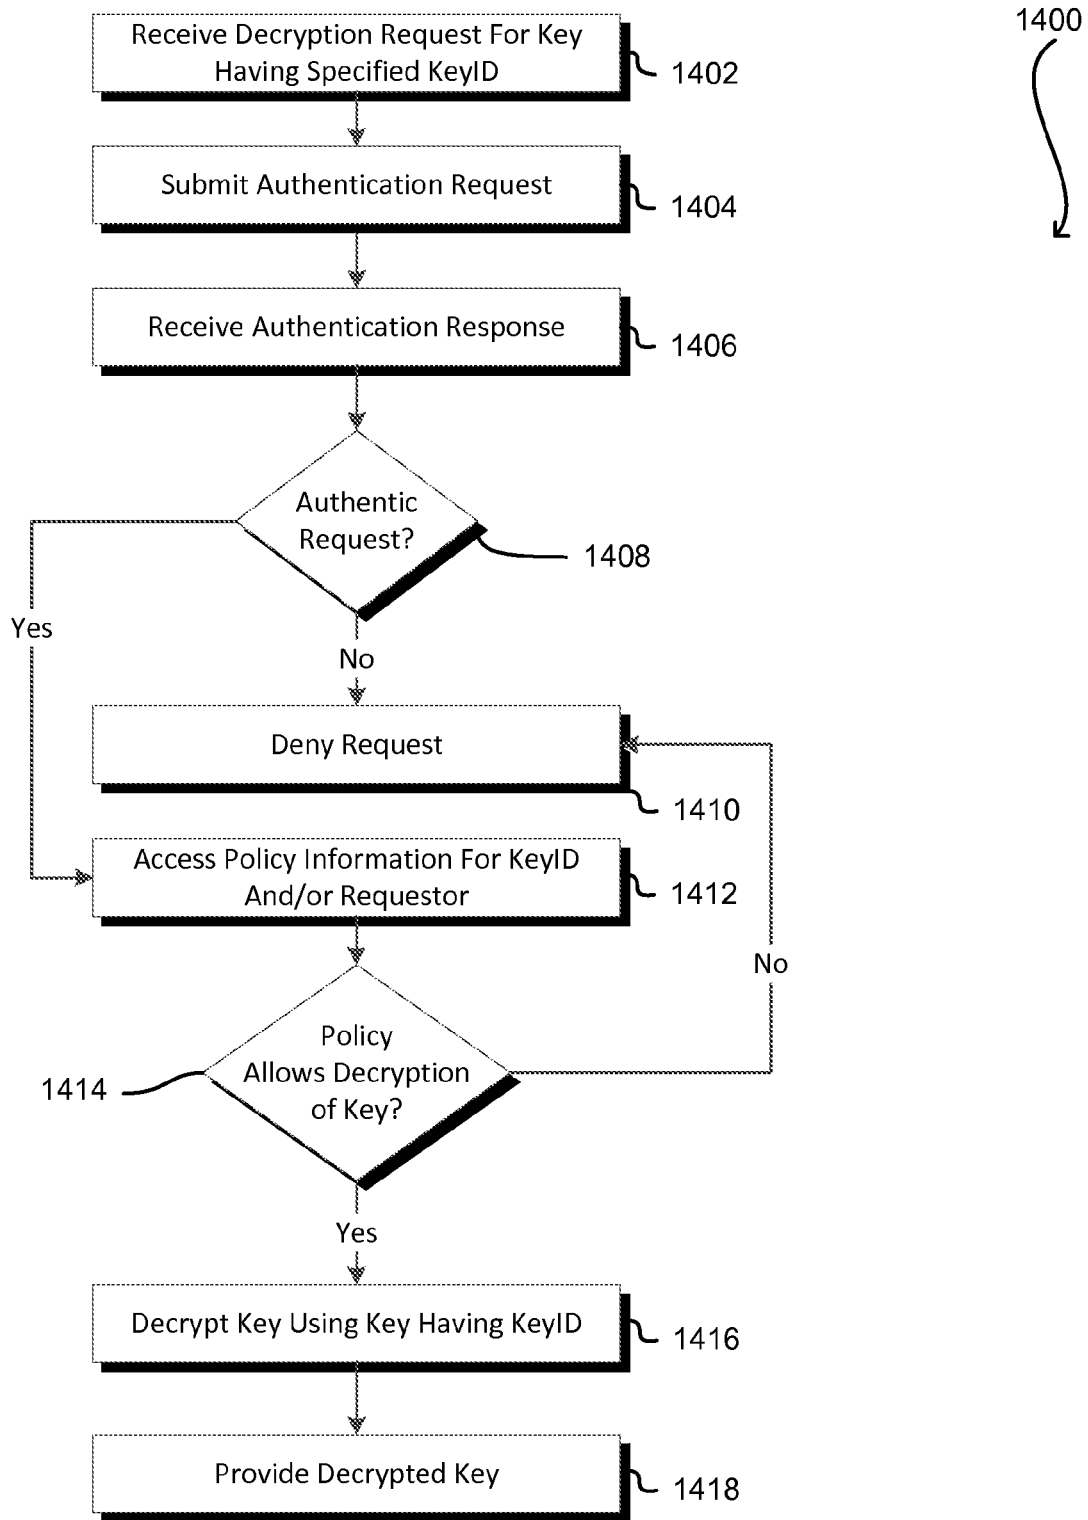 1400
Receive Decryption Request For Key
Having Specified KeyID
1402
Submit Authentication Request
1404
Receive Authentication Response
1406
Authentic
Request?
1408
Yes
No
Deny Request
1410
Access Policy Information For KeyID
And/or Requestor
1412
No
Policy
Allows Decryption
of Key?
1414
Yes
Decrypt Key Using Key Having KeyID
1416
Provide Decrypted Key
1418